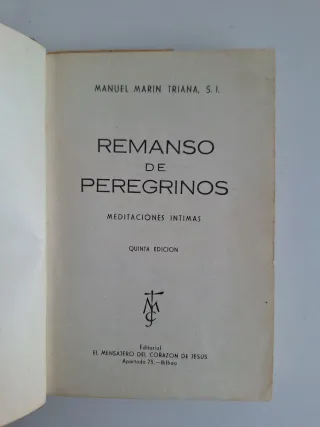 MANUEL MARIN TRIANA, S. I.
REMANSO
DE
PEREGRINOS
MEDITACIONES INTIMAS
QUINTA EDICION
Editorial
EL MENSAJERO DEL CORAZON DE JESUS
Apartado 73.—Bilbao